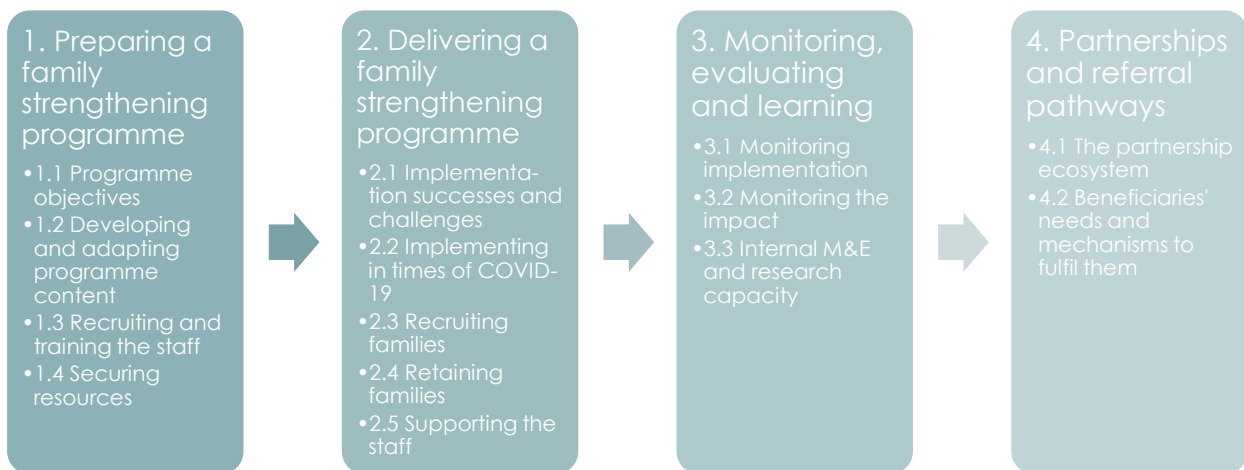 1. Preparing a
family
strengthening
programme
•1.1 Programme
objectives
•1.2 Developing
and adapting
programme
content
•1.3 Recruiting and
training the staff
•1.4 Securing
resources
2. Delivering a
family
strengthening
programme
•2.1 Implementa-
tion successes and
challenges
•2.2 Implementing
in times of COVID-
19
•2.3 Recruiting
families
•2.4 Retaining
families
•2.5 Supporting the
staff
3. Monitoring,
evaluating
and learning
•3.1 Monitoring
implementation
•3.2 Monitoring the
impact
•3.3 Internal M&E
and research
capacity
4. Partnerships
and referral
pathways
•4.1 The partnership
ecosystem
•4.2 Beneficiaries'
needs and
mechanisms to
fulfil them